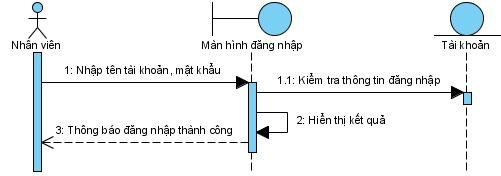 Nhân viên
Màn hình đăng nhập
Tài khoản
1: Nhập tên tài khoản, mật khẩu
1.1: Kiểm tra thông tin đăng nhập
2: Hiển thị kết quả
3: Thông báo đăng nhập thành công